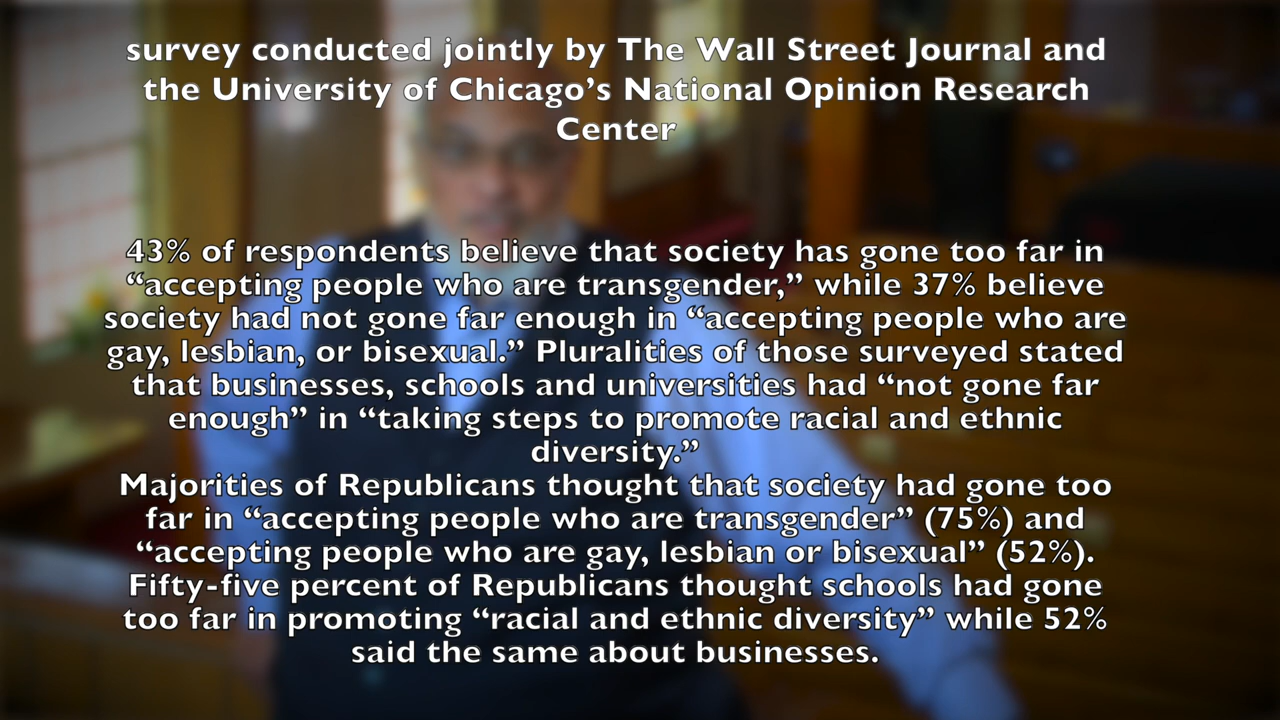 survey conducted jointly by The Wall Street Journal and
the University of Chicago’s National Opinion Research
Center
43% of respondents believe that society has gone too far in
“accepting people who are transgender,” while 37% believe
society had not gone far enough in “accepting people who are
gay, lesbian, or bisexual.” Pluralities of those surveyed stated
that businesses, schools and universities had “not gone far
enough” in “taking steps to promote racial and ethnic
diversity.”
Majorities of Republicans thought that society had gone too
far in “accepting people who are transgender” (75%) and
“accepting people who are gay, lesbian or bisexual” (52%).
Fifty-five percent of Republicans thought schools had gone
too far in promoting “racial and ethnic diversity” while 52%
said the same about businesses.